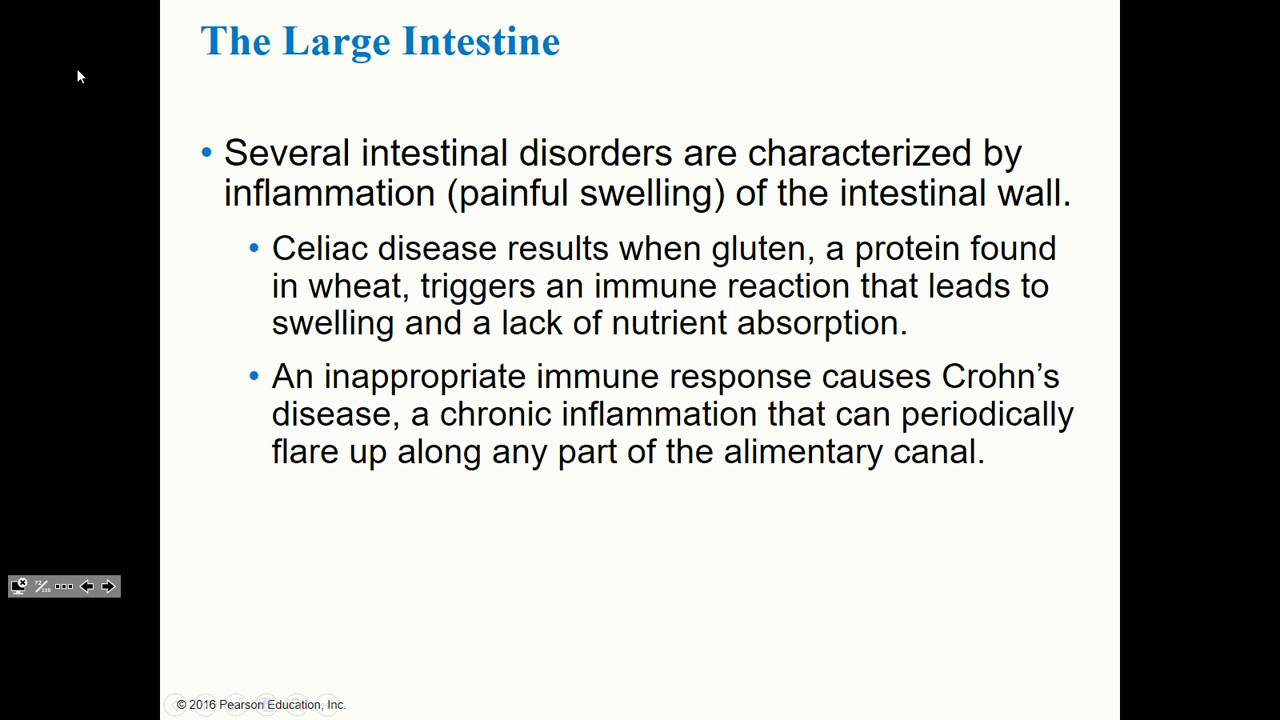 The Large Intestine
• Several intestinal disorders are characterized by
inflammation (painful swelling) of the intestinal wall.
• Celiac disease results when gluten, a protein found
in wheat, triggers an immune reaction that leads to
swelling and a lack of nutrient absorption.
• An inappropriate immune response causes Crohn’s
disease, a chronic inflammation that can periodically
flare up along any part of the alimentary canal.
72/118
© 2016 Pearson Education, Inc.